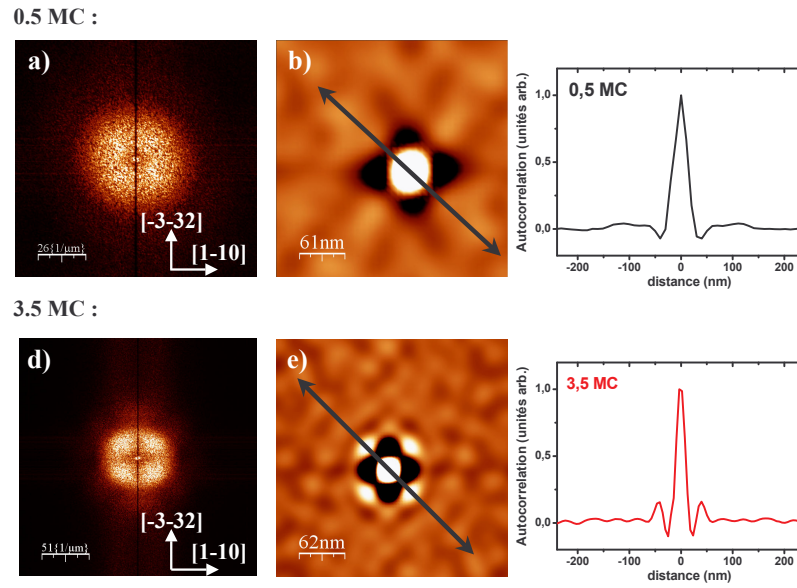 0.5 MC :
a)
[-3-32]
[1-10]
26{1/µm}
b)
61nm
0,5 MC
Autocorrelation (unités arb.)
1,0
0,5
0,0
-200 -100 0 100 200
distance (nm)
3.5 MC :
d)
[-3-32]
[1-10]
51{1/µm}
e)
62nm
3,5 MC
Autocorrelation (unités arb.)
1,0
0,5
0,0
-200 -100 0 100 200
distance (nm)